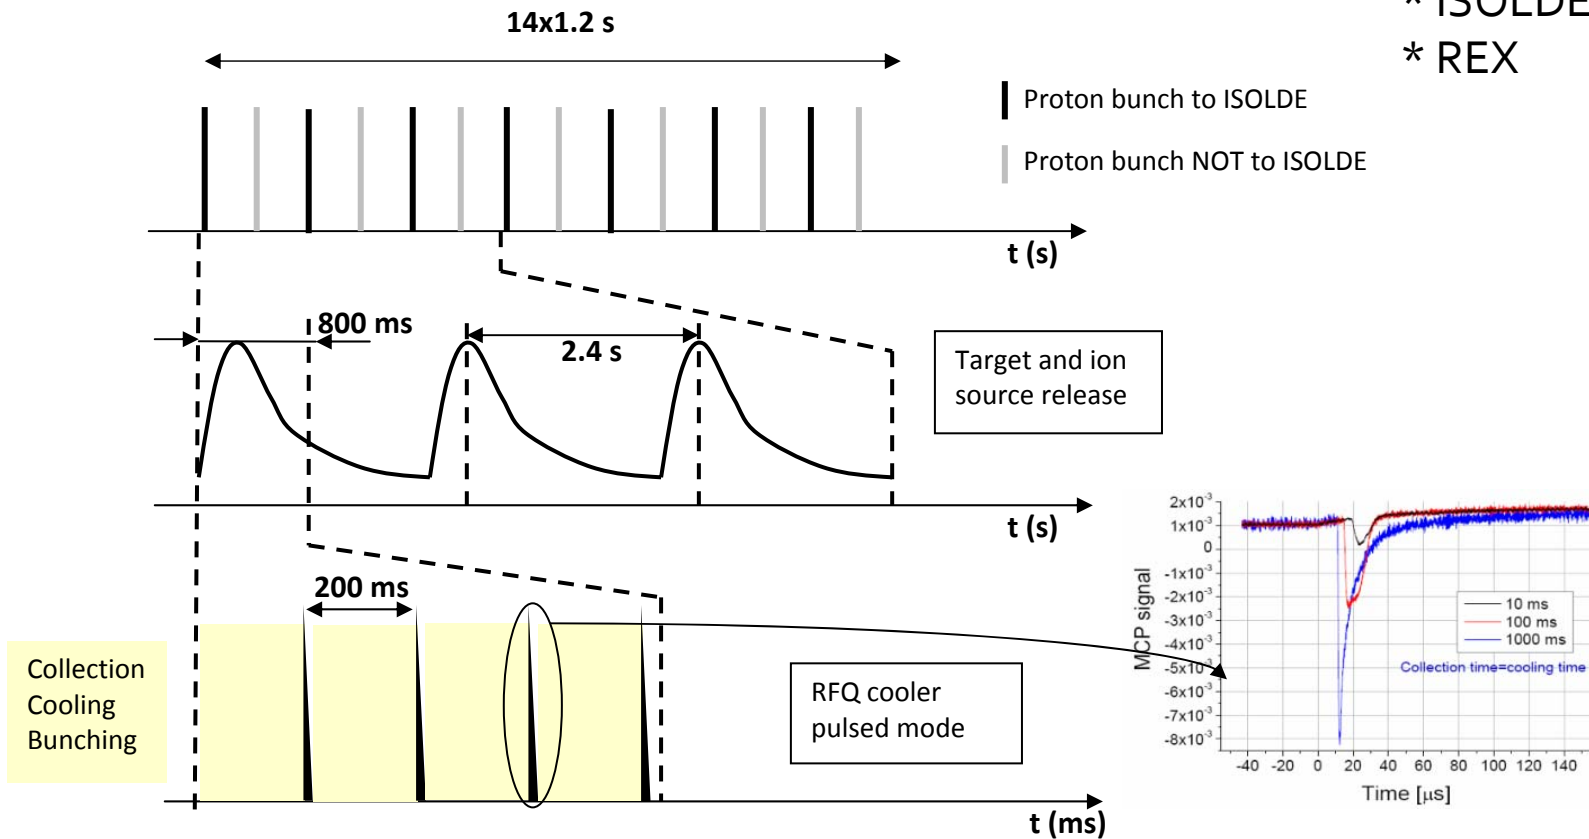 14x1.2 s
* ISOLDE
* REX
Proton bunch to ISOLDE
Proton bunch NOT to ISOLDE
t (s)
800 ms
2.4 s
Target and ion
source release
t (s)
200 ms
Collection
Cooling
Bunching
RFQ cooler
pulsed mode
t (ms)
2x10⁻³
1x10⁻³
0
-1x10⁻³
-2x10⁻³
-3x10⁻³
-4x10⁻³
-5x10⁻³
-6x10⁻³
-7x10⁻³
-8x10⁻³
MCP signal
10 ms
100 ms
1000 ms
Collection time=cooling time
-40 -20 0 20 40 60 80 100 120 140
Time [µs]